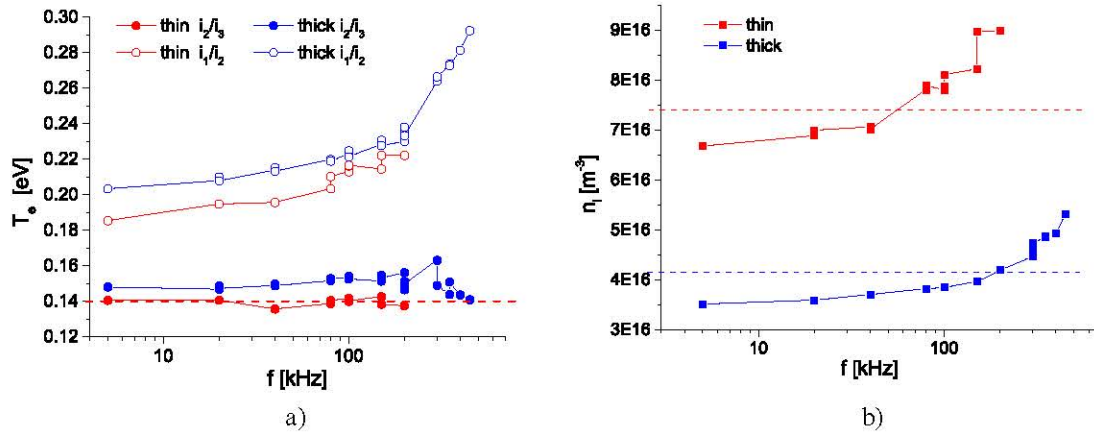 thin i₂/i₃ thick i₂/i₃
thin i₁/i₂ thick i₁/i₂
0.30
0.28
0.26
0.24
0.22
0.20
0.18
0.16
0.14
0.12
Tₑ [eV]
10 100
f [kHz]
a)
thin
thick
9E16
8E16
7E16
6E16
5E16
4E16
3E16
nᵢ [m⁻³]
10 100
f [kHz]
b)